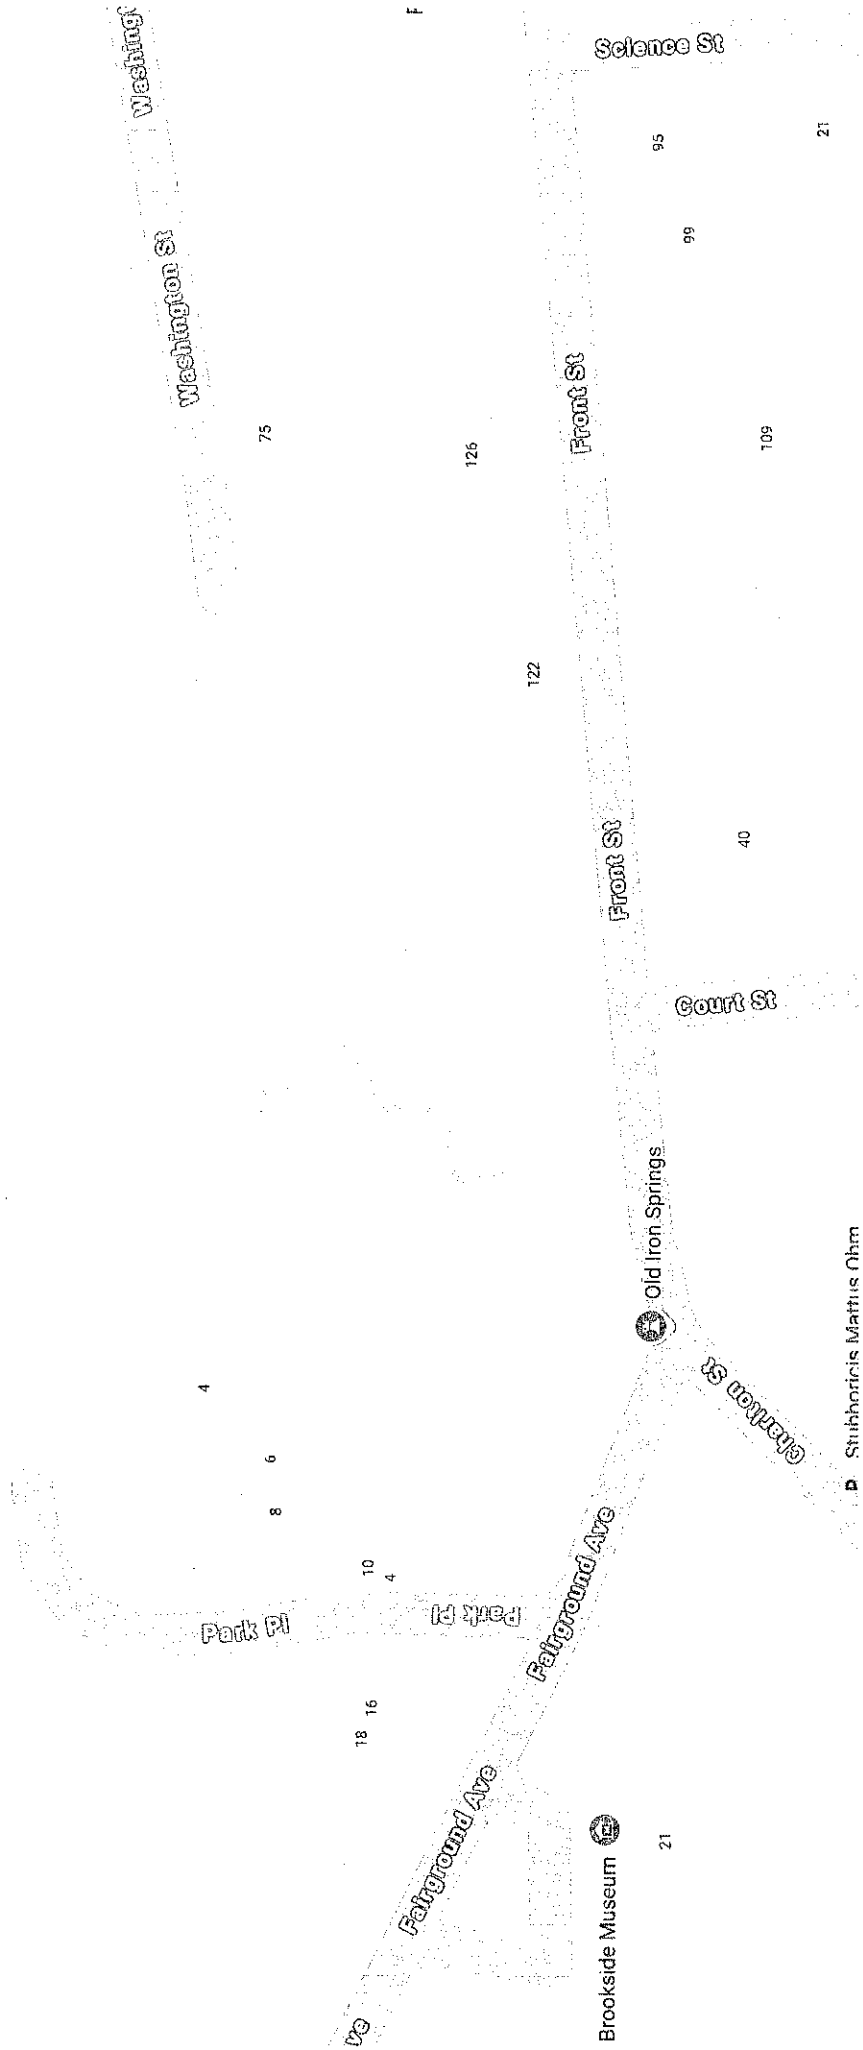 Washingt
Science St
95
21
99
Washington St
Front St
75
126
109
122
Front St
40
Court St
Old Iron Springs
4
Charlton St
6
8
Fairground Ave
10
4
Park Pl
Park Pl
16
18
Fairground Ave
Brookside Museum
21
ve